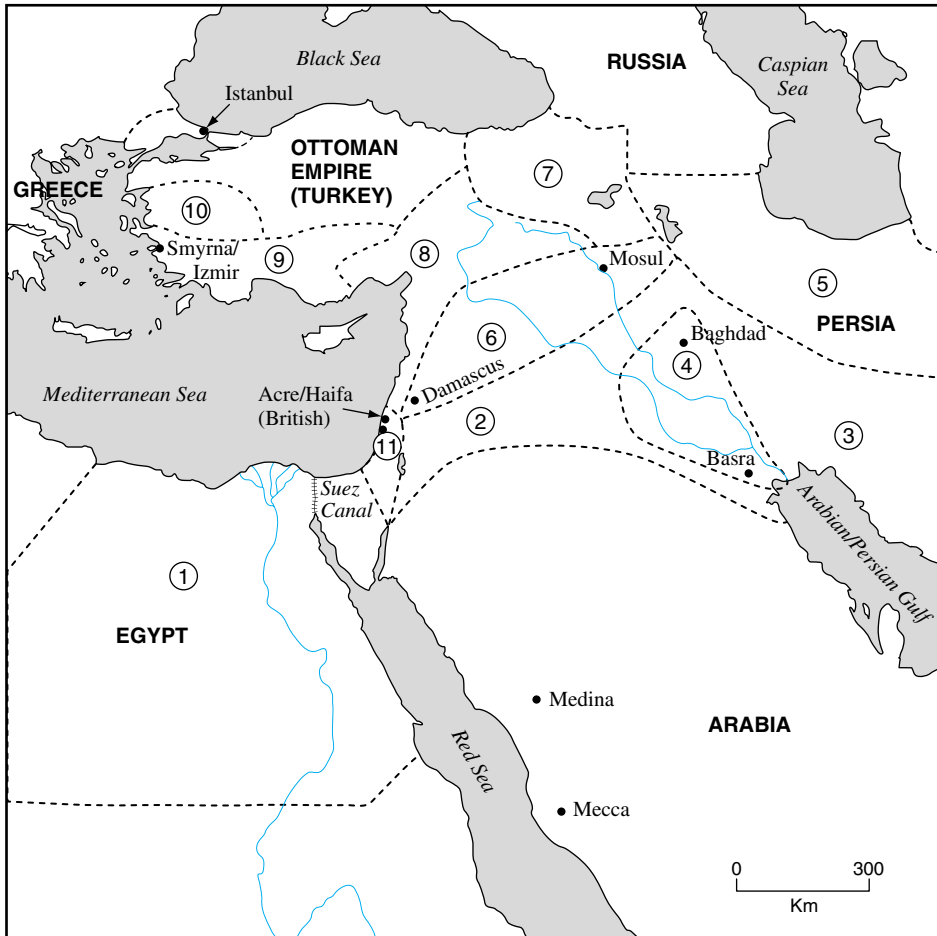 Black Sea
RUSSIA
Caspian
Sea
Istanbul
OTTOMAN
EMPIRE
(TURKEY)
GREECE
7
10
Smyrna/
Izmir
9
8
Mosul
5
PERSIA
6
Baghdad
4
Mediterranean Sea
Acre/Haifa
(British)
Damascus
11
2
3
Basra
Suez
Canal
Arabian/Persian Gulf
1
EGYPT
Medina
ARABIA
Red Sea
Mecca
0 300
Km